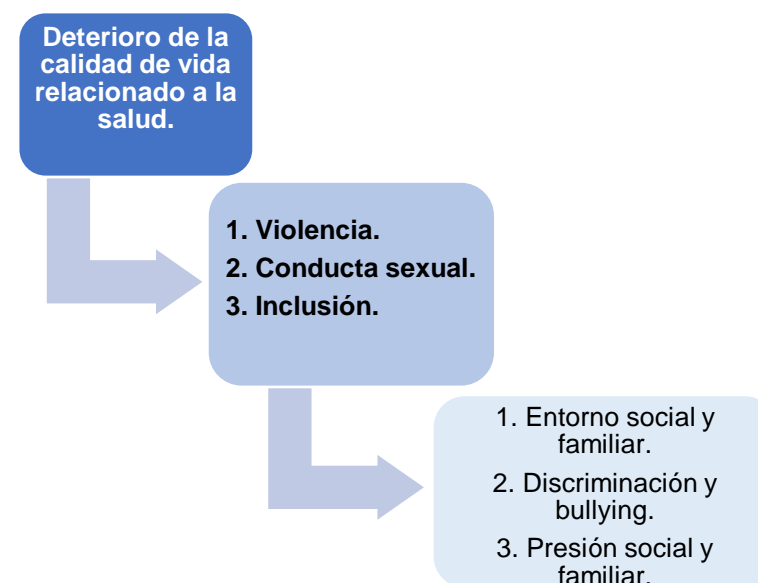 Deterioro de la
calidad de vida
relacionado a la
salud.
1. Violencia.
2. Conducta sexual.
3. Inclusión.
1. Entorno social y
familiar.
2. Discriminación y
bullying.
3. Presión social y
familiar.